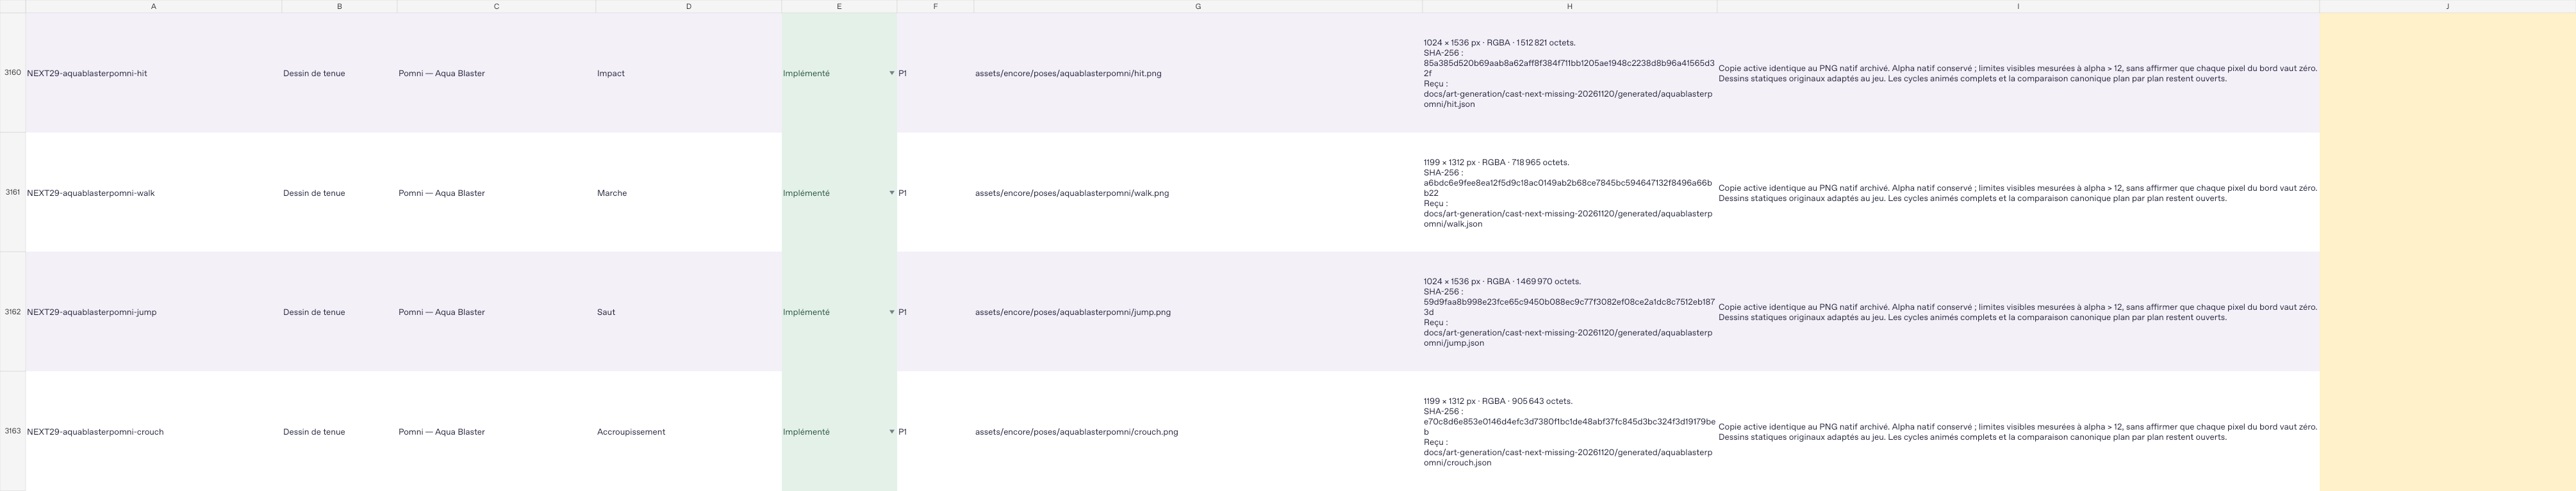 A B C D E F G H I J
3160 NEXT29-aquablasterpomni-hit Dessin de tenue Pomni — Aqua Blaster Impact Implémenté P1 assets/encore/poses/aquablasterpomni/hit.png
1024 × 1536 px · RGBA · 1 512 821 octets.
SHA-256 :
85a385d520b69aab8a62aff8f384f711bb1205ae1948c2238d8b96a41565d3
2f
Reçu :
docs/art-generation/cast-next-missing-20261120/generated/aquablasterp
omni/hit.json
Copie active identique au PNG natif archivé. Alpha natif conservé ; limites visibles mesurées à alpha > 12, sans affirmer que chaque pixel du bord vaut zéro.
Dessins statiques originaux adaptés au jeu. Les cycles animés complets et la comparaison canonique plan par plan restent ouverts.
3161 NEXT29-aquablasterpomni-walk Dessin de tenue Pomni — Aqua Blaster Marche Implémenté P1 assets/encore/poses/aquablasterpomni/walk.png
1199 × 1312 px · RGBA · 718 965 octets.
SHA-256 :
a6bdc6e9fee8ea12f5d9c18ac0149ab2b68ce7845bc594647132f8496a66b
b22
Reçu :
docs/art-generation/cast-next-missing-20261120/generated/aquablasterp
omni/walk.json
Copie active identique au PNG natif archivé. Alpha natif conservé ; limites visibles mesurées à alpha > 12, sans affirmer que chaque pixel du bord vaut zéro.
Dessins statiques originaux adaptés au jeu. Les cycles animés complets et la comparaison canonique plan par plan restent ouverts.
3162 NEXT29-aquablasterpomni-jump Dessin de tenue Pomni — Aqua Blaster Saut Implémenté P1 assets/encore/poses/aquablasterpomni/jump.png
1024 × 1536 px · RGBA · 1 469 970 octets.
SHA-256 :
59d9faa8b998e23fce65c9450b088ec9c77f3082ef08ce2a1dc8c7512eb187
3d
Reçu :
docs/art-generation/cast-next-missing-20261120/generated/aquablasterp
omni/jump.json
Copie active identique au PNG natif archivé. Alpha natif conservé ; limites visibles mesurées à alpha > 12, sans affirmer que chaque pixel du bord vaut zéro.
Dessins statiques originaux adaptés au jeu. Les cycles animés complets et la comparaison canonique plan par plan restent ouverts.
3163 NEXT29-aquablasterpomni-crouch Dessin de tenue Pomni — Aqua Blaster Accroupissement Implémenté P1 assets/encore/poses/aquablasterpomni/crouch.png
1199 × 1312 px · RGBA · 905 643 octets.
SHA-256 :
e70c8d6e853e0146d4efc3d7380f1bc1de48abf37fc845d3bc324f3d19179be
b
Reçu :
docs/art-generation/cast-next-missing-20261120/generated/aquablasterp
omni/crouch.json
Copie active identique au PNG natif archivé. Alpha natif conservé ; limites visibles mesurées à alpha > 12, sans affirmer que chaque pixel du bord vaut zéro.
Dessins statiques originaux adaptés au jeu. Les cycles animés complets et la comparaison canonique plan par plan restent ouverts.